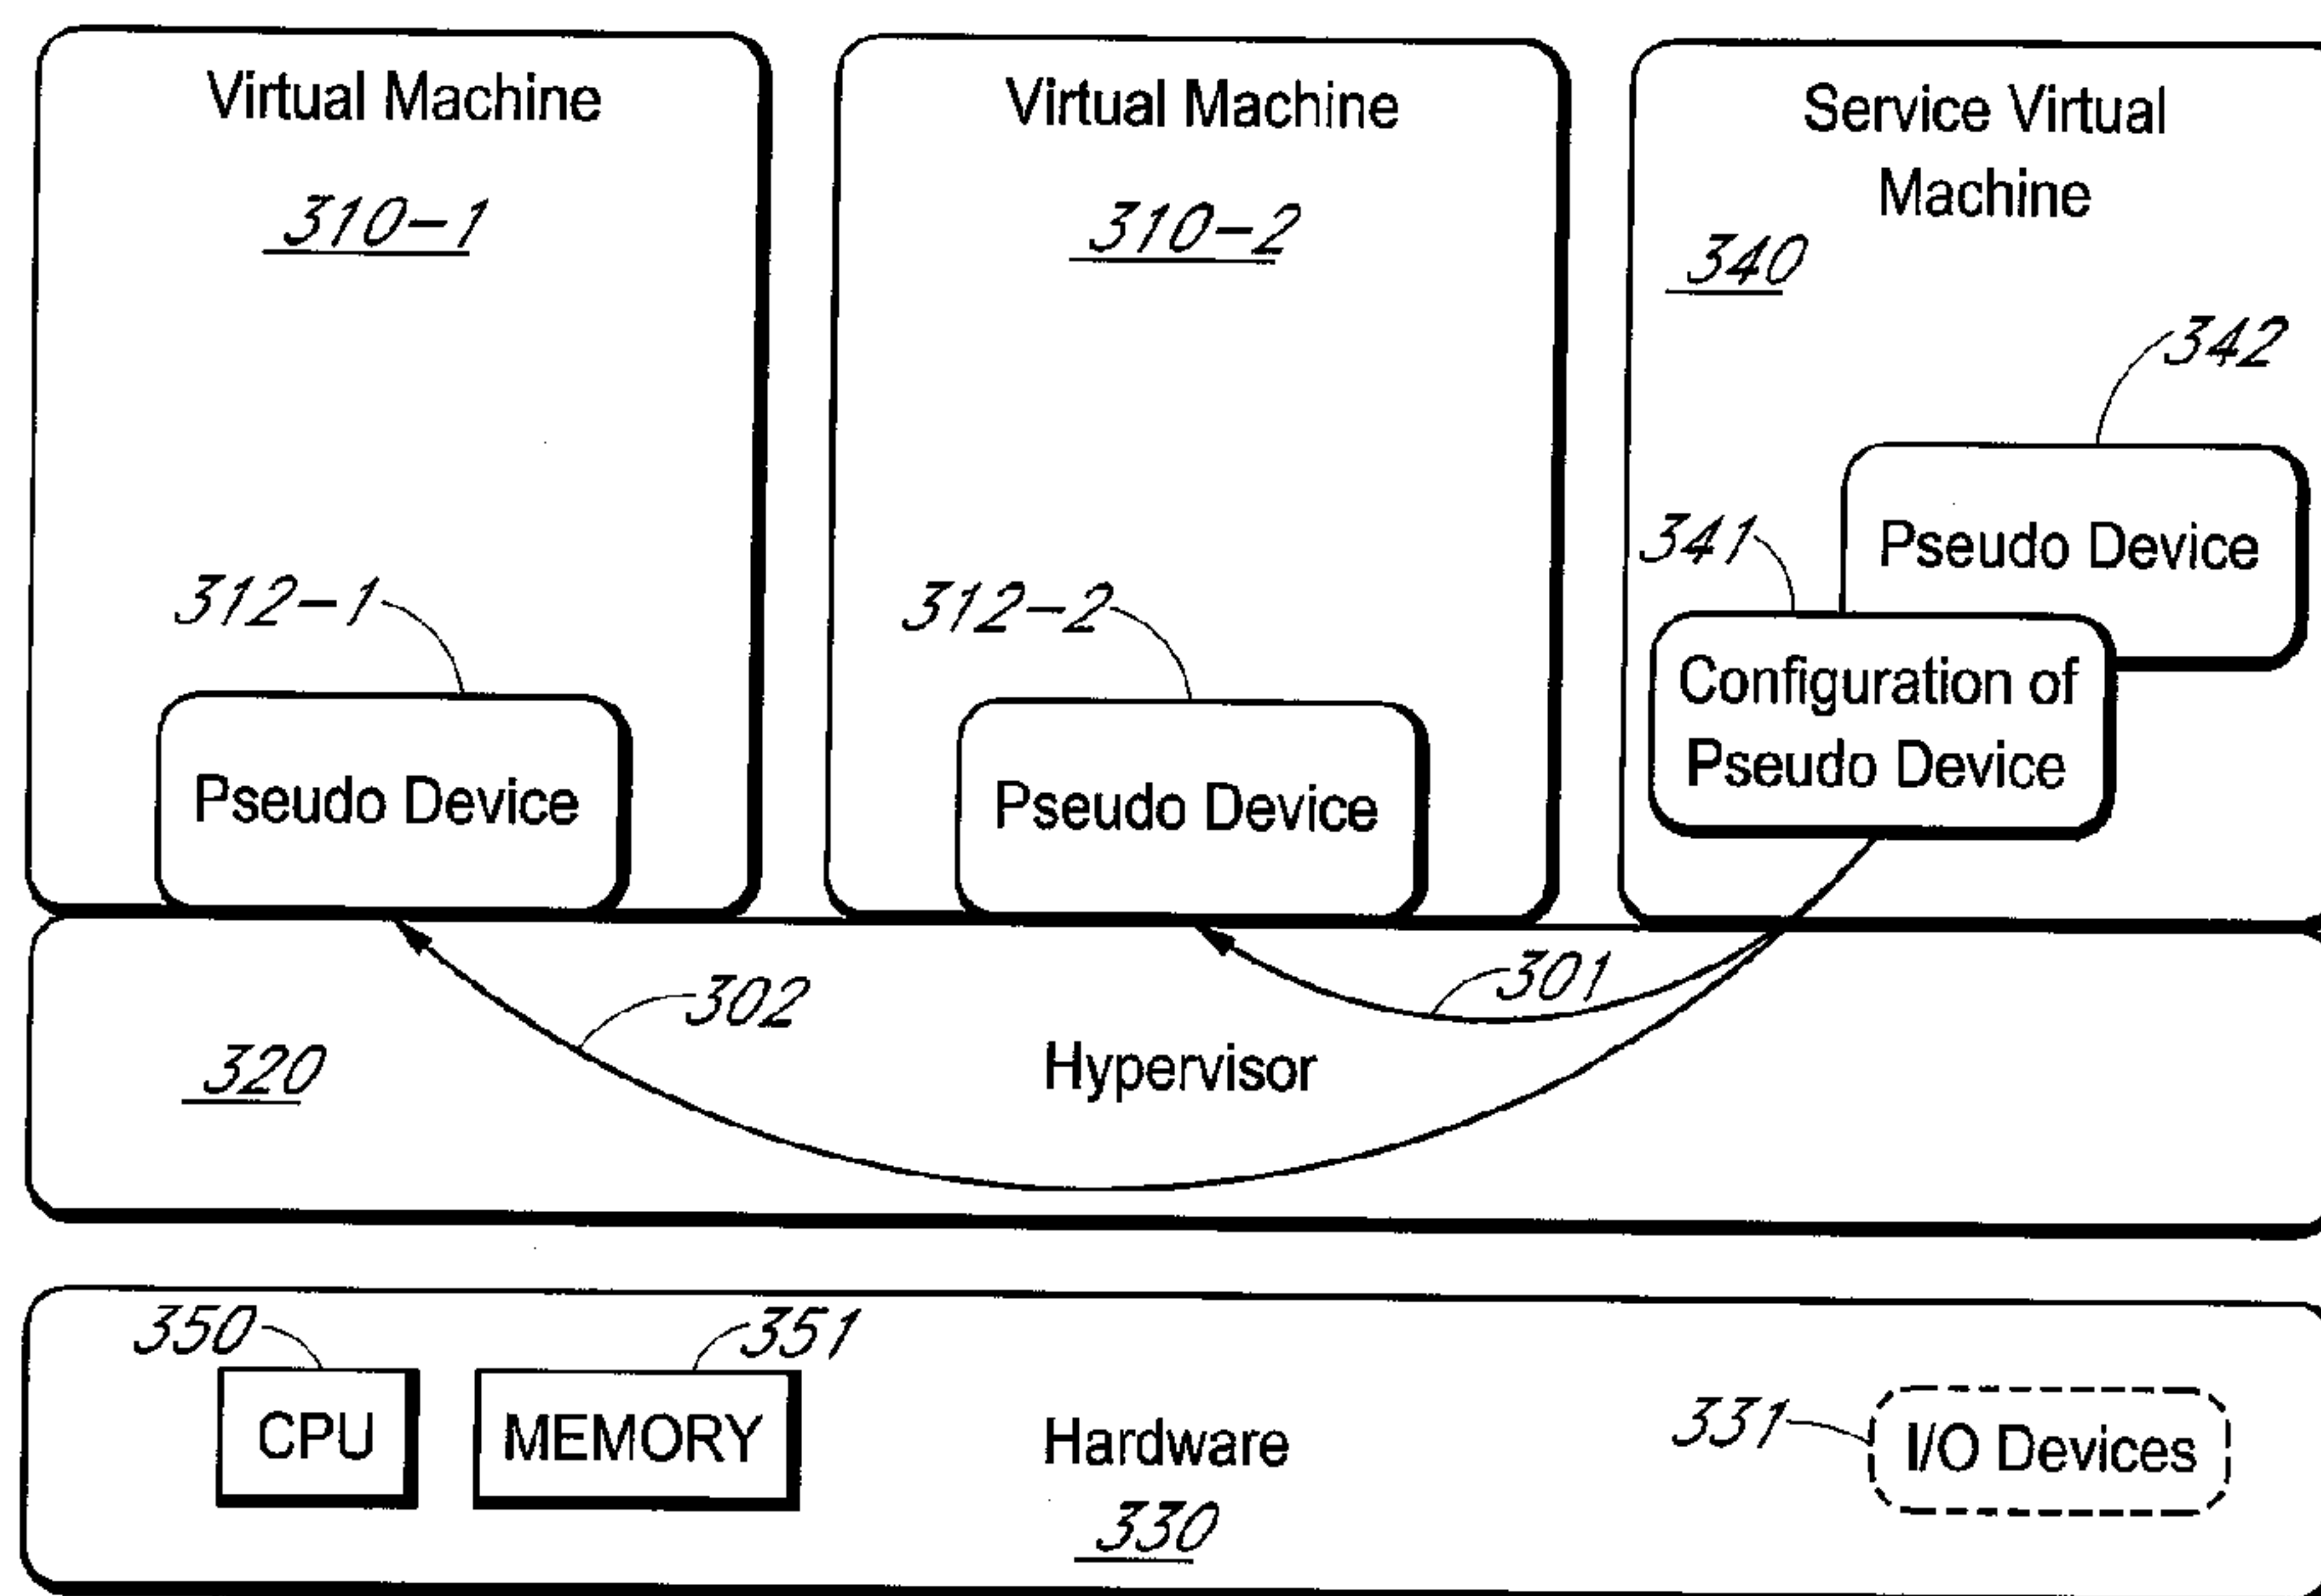 Virtual Machine
310-1
312-1
Pseudo Device
Virtual Machine
310-2
312-2
Pseudo Device
Service Virtual
Machine
340
342
Pseudo Device
341
Configuration of
Pseudo Device
302
301
320
Hypervisor
350
CPU
351
MEMORY
Hardware
330
331
I/O Devices